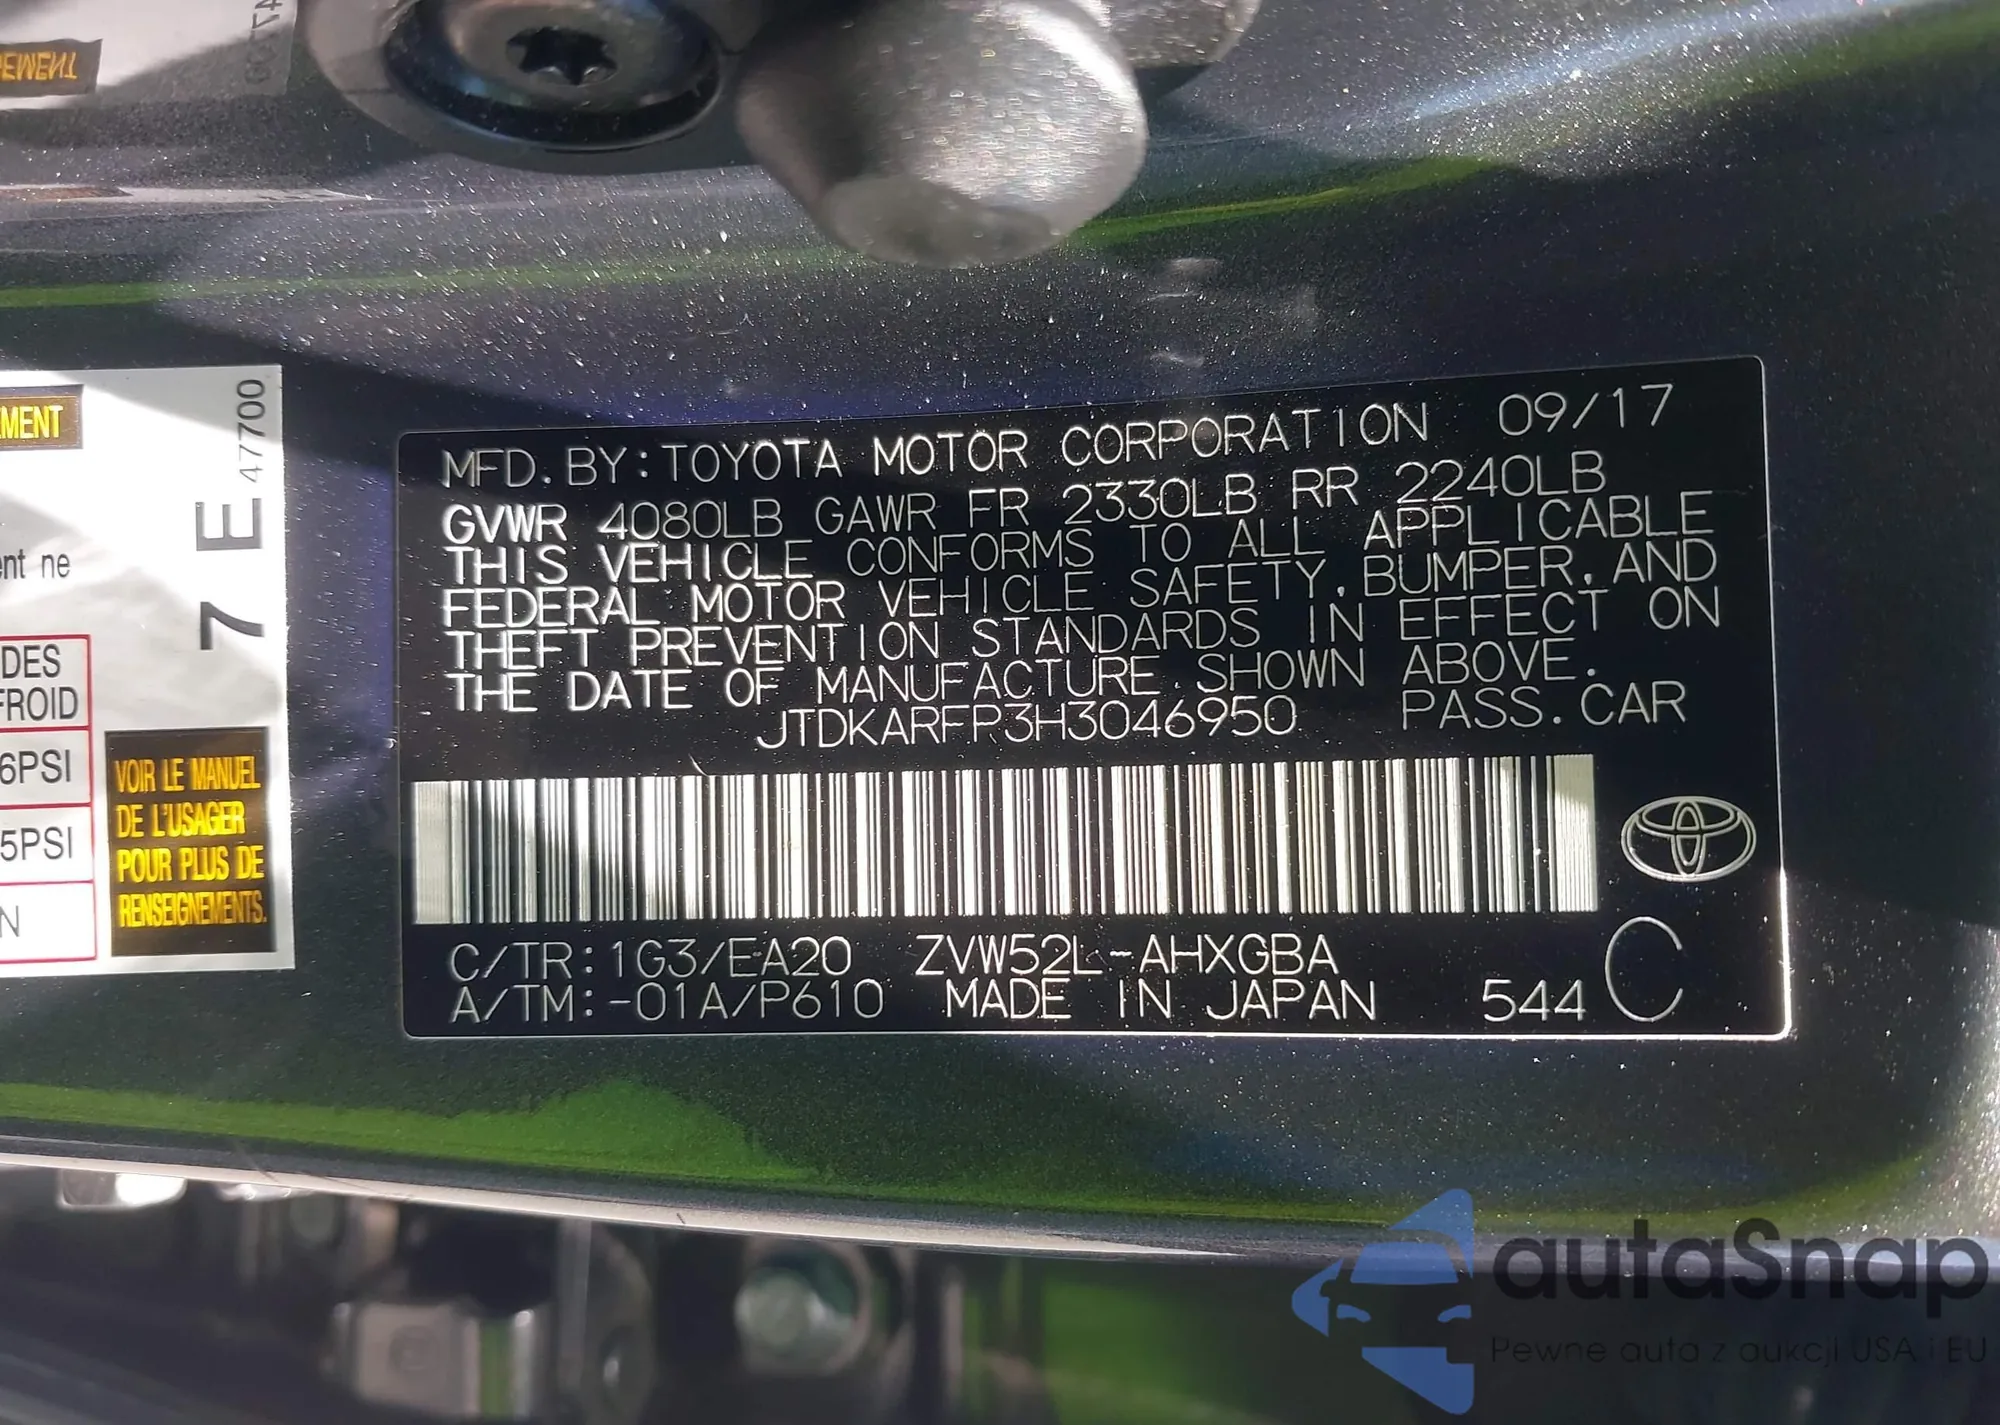 EMENT
47700
7 E
ent ne
DES
FROID
6PSI
5PSI
N
VOIR LE MANUEL
DE L'USAGER
POUR PLUS DE
RENSEIGNEMENTS.
MFD. BY: TOYOTA MOTOR CORPORATION 09/17
GVWR 4080LB GAWR FR 2330LB RR 2240LB
THIS VEHICLE CONFORMS TO ALL APPLICABLE
FEDERAL MOTOR VEHICLE SAFETY, BUMPER, AND
THEFT PREVENTION STANDARDS IN EFFECT ON
THE DATE OF MANUFACTURE SHOWN ABOVE.
JTDKARFP3H3046950 PASS. CAR
C/TR: 1G3/EA20 ZVW52L-AHXGBA
A/TM: -01A/P610 MADE IN JAPAN 544 C
autaSnap
Pewne auta z aukcji USA i EU